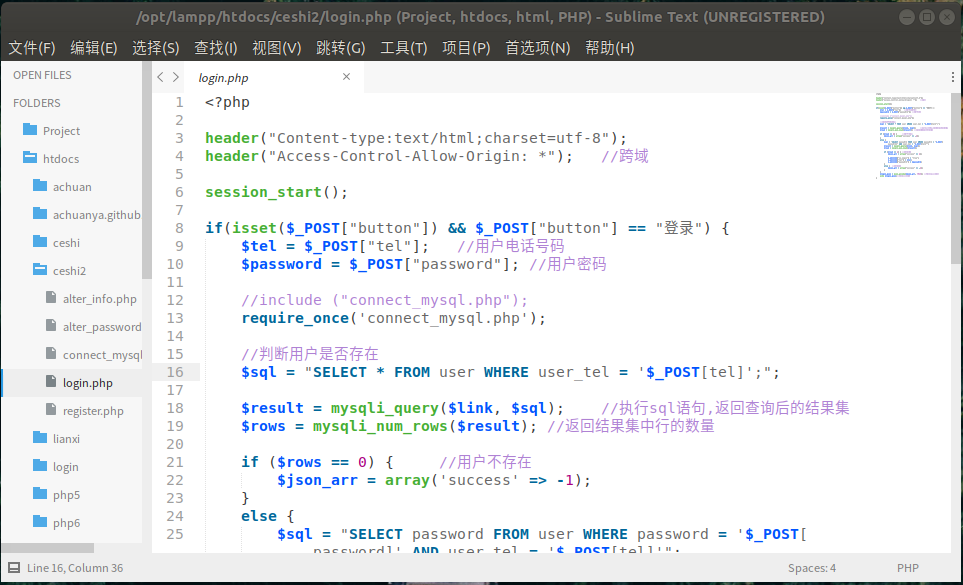 /opt/lampp/htdocs/ceshi2/login.php (Project, htdocs, html, PHP) - Sublime Text (UNREGISTERED)
文件(F) 编辑(E) 选择(S) 查找(I) 视图(V) 跳转(G) 工具(T) 项目(P) 首选项(N) 帮助(H)
OPEN FILES
FOLDERS
Project
htdocs
achuan
achuanya.github
ceshi
ceshi2
alter_info.php
alter_password
connect_mysql
login.php
register.php
lianxi
login
php5
php6
login.php
1 <?php
2
3 header("Content-type:text/html;charset=utf-8");
4 header("Access-Control-Allow-Origin: *");   //跨域
5
6 session_start();
7
8 if(isset($_POST["button"]) && $_POST["button"] == "登录") {
9     $tel = $_POST["tel"];   //用户电话号码
10     $password = $_POST["password"]; //用户密码
11
12     //include ("connect_mysql.php");
13     require_once('connect_mysql.php');
14
15     //判断用户是否存在
16     $sql = "SELECT * FROM user WHERE user_tel = '$_POST[tel]';";
17
18     $result = mysqli_query($link, $sql);    //执行sql语句,返回查询后的结果集
19     $rows = mysqli_num_rows($result); //返回结果集中行的数量
20
21     if ($rows == 0) {     //用户不存在
22         $json_arr = array('success' => -1);
23     }
24     else {
25         $sql = "SELECT password FROM user WHERE password = '$_POST[
password]' AND user_tel = '$_POST[tel]'";
Line 16, Column 36
Spaces: 4
PHP